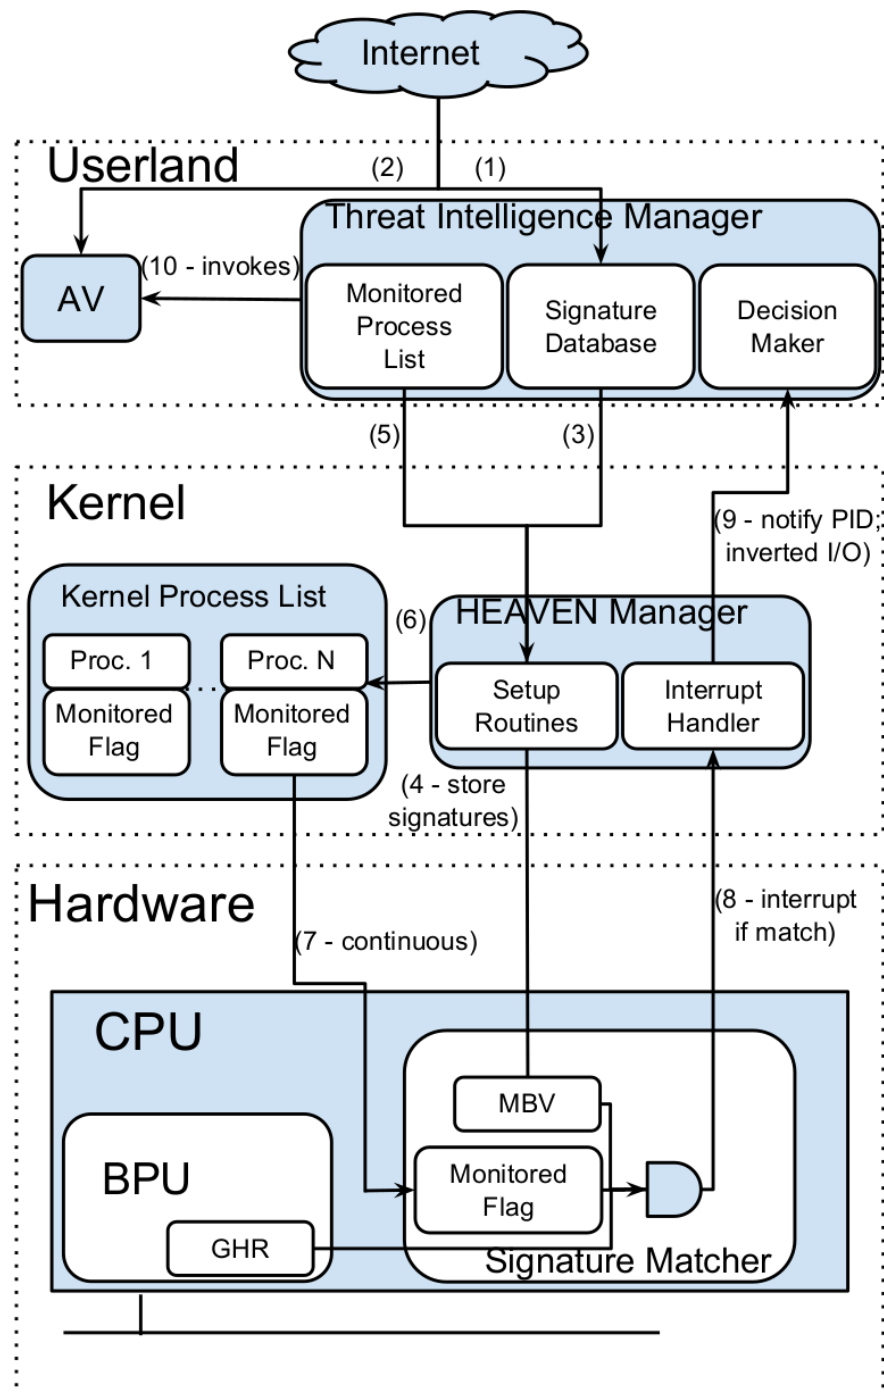 Internet
Userland
(2)
(1)
Threat Intelligence Manager
AV
(10 - invokes)
Monitored
Process
List
Signature
Database
Decision
Maker
(5)
(3)
Kernel
(9 - notify PID;
inverted I/O)
Kernel Process List
Proc. 1
Monitored
Flag
Proc. N
Monitored
Flag
(6)
HEAVEN Manager
Setup
Routines
Interrupt
Handler
(4 - store
signatures)
Hardware
(7 - continuous)
(8 - interrupt
if match)
CPU
MBV
BPU
Monitored
Flag
GHR
Signature Matcher